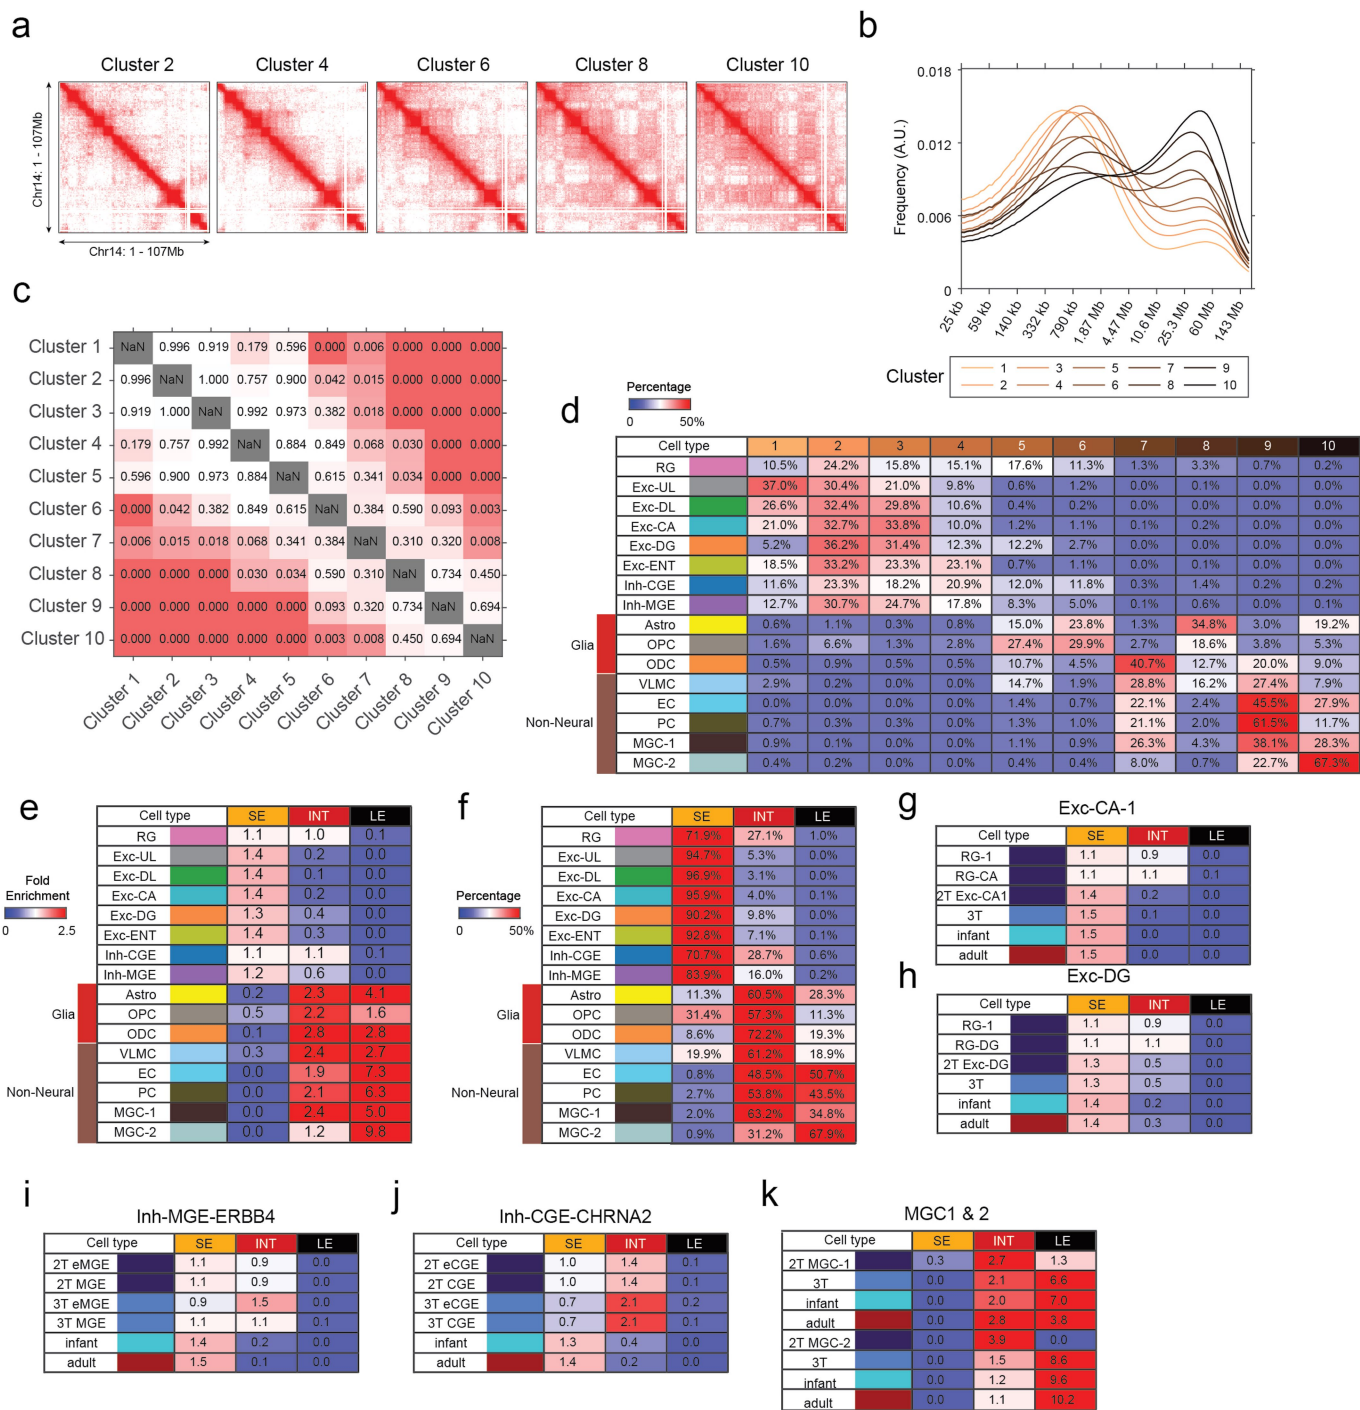 a
Cluster 2 Cluster 4 Cluster 6 Cluster 8 Cluster 10
Chr14: 1 - 107Mb
Chr14: 1 - 107Mb
b
Frequency (A.U.)
0.018
0.012
0.006
0
25 kb 59 kb 140 kb 332 kb 790 kb 1.87 Mb 4.47 Mb 10.6 Mb 25.3 Mb 60 Mb 143 Mb
Cluster
1 3 5 7 9
2 4 6 8 10
c
Cluster 1 NaN 0.996 0.919 0.179 0.596 0.000 0.006 0.000 0.000 0.000
Cluster 2 0.996 NaN 1.000 0.757 0.900 0.042 0.015 0.000 0.000 0.000
Cluster 3 0.919 1.000 NaN 0.992 0.973 0.382 0.018 0.000 0.000 0.000
Cluster 4 0.179 0.757 0.992 NaN 0.884 0.849 0.068 0.030 0.000 0.000
Cluster 5 0.596 0.900 0.973 0.884 NaN 0.615 0.341 0.034 0.000 0.000
Cluster 6 0.000 0.042 0.382 0.849 0.615 NaN 0.384 0.590 0.093 0.003
Cluster 7 0.006 0.015 0.018 0.068 0.341 0.384 NaN 0.310 0.320 0.008
Cluster 8 0.000 0.000 0.000 0.030 0.034 0.590 0.310 NaN 0.734 0.450
Cluster 9 0.000 0.000 0.000 0.000 0.000 0.093 0.320 0.734 NaN 0.694
Cluster 10 0.000 0.000 0.000 0.000 0.000 0.003 0.008 0.450 0.694 NaN
Cluster 1 Cluster 2 Cluster 3 Cluster 4 Cluster 5 Cluster 6 Cluster 7 Cluster 8 Cluster 9 Cluster 10
d
Percentage
0 50%
Cell type 1 2 3 4 5 6 7 8 9 10
RG 10.5% 24.2% 15.8% 15.1% 17.6% 11.3% 1.3% 3.3% 0.7% 0.2%
Exc-UL 37.0% 30.4% 21.0% 9.8% 0.6% 1.2% 0.0% 0.1% 0.0% 0.0%
Exc-DL 26.6% 32.4% 29.8% 10.6% 0.4% 0.2% 0.0% 0.0% 0.0% 0.0%
Exc-CA 21.0% 32.7% 33.8% 10.0% 1.2% 1.1% 0.1% 0.2% 0.0% 0.0%
Exc-DG 5.2% 36.2% 31.4% 12.3% 12.2% 2.7% 0.0% 0.0% 0.0% 0.0%
Exc-ENT 18.5% 33.2% 23.3% 23.1% 0.7% 1.1% 0.0% 0.1% 0.0% 0.0%
Inh-CGE 11.6% 23.3% 18.2% 20.9% 12.0% 11.8% 0.3% 1.4% 0.2% 0.2%
Inh-MGE 12.7% 30.7% 24.7% 17.8% 8.3% 5.0% 0.1% 0.6% 0.0% 0.1%
Glia
Astro 0.6% 1.1% 0.3% 0.8% 15.0% 23.8% 1.3% 34.8% 3.0% 19.2%
OPC 1.6% 6.6% 1.3% 2.8% 27.4% 29.9% 2.7% 18.6% 3.8% 5.3%
ODC 0.5% 0.9% 0.5% 0.5% 10.7% 4.5% 40.7% 12.7% 20.0% 9.0%
Non-Neural
VLMC 2.9% 0.2% 0.0% 0.0% 14.7% 1.9% 28.8% 16.2% 27.4% 7.9%
EC 0.0% 0.0% 0.0% 0.0% 1.4% 0.7% 22.1% 2.4% 45.5% 27.9%
PC 0.7% 0.3% 0.3% 0.0% 1.3% 1.0% 21.1% 2.0% 61.5% 11.7%
MGC-1 0.9% 0.1% 0.0% 0.0% 1.1% 0.9% 26.3% 4.3% 38.1% 28.3%
MGC-2 0.4% 0.2% 0.0% 0.0% 0.4% 0.4% 8.0% 0.7% 22.7% 67.3%
e
Fold
Enrichment
0 2.5
Cell type SE INT LE
RG 1.1 1.0 0.1
Exc-UL 1.4 0.2 0.0
Exc-DL 1.4 0.1 0.0
Exc-CA 1.4 0.2 0.0
Exc-DG 1.3 0.4 0.0
Exc-ENT 1.4 0.3 0.0
Inh-CGE 1.1 1.1 0.1
Inh-MGE 1.2 0.6 0.0
Glia
Astro 0.2 2.3 4.1
OPC 0.5 2.2 1.6
ODC 0.1 2.8 2.8
Non-Neural
VLMC 0.3 2.4 2.7
EC 0.0 1.9 7.3
PC 0.0 2.1 6.3
MGC-1 0.0 2.4 5.0
MGC-2 0.0 1.2 9.8
f
Percentage
0 50%
Cell type SE INT LE
RG 71.9% 27.1% 1.0%
Exc-UL 94.7% 5.3% 0.0%
Exc-DL 96.9% 3.1% 0.0%
Exc-CA 95.9% 4.0% 0.1%
Exc-DG 90.2% 9.8% 0.0%
Exc-ENT 92.8% 7.1% 0.1%
Inh-CGE 70.7% 28.7% 0.6%
Inh-MGE 83.9% 16.0% 0.2%
Glia
Astro 11.3% 60.5% 28.3%
OPC 31.4% 57.3% 11.3%
ODC 8.6% 72.2% 19.3%
Non-Neural
VLMC 19.9% 61.2% 18.9%
EC 0.8% 48.5% 50.7%
PC 2.7% 53.8% 43.5%
MGC-1 2.0% 63.2% 34.8%
MGC-2 0.9% 31.2% 67.9%
g
Exc-CA-1
Cell type SE INT LE
RG-1 1.1 0.9 0.0
RG-CA 1.1 1.1 0.1
2T Exc-CA1 1.4 0.2 0.0
3T 1.5 0.1 0.0
infant 1.5 0.0 0.0
adult 1.5 0.0 0.0
h
Exc-DG
Cell type SE INT LE
RG-1 1.1 0.9 0.0
RG-DG 1.1 1.1 0.0
2T Exc-DG 1.3 0.5 0.0
3T 1.3 0.5 0.0
infant 1.4 0.2 0.0
adult 1.4 0.3 0.0
i
Inh-MGE-ERBB4
Cell type SE INT LE
2T eMGE 1.1 0.9 0.0
2T MGE 1.1 0.9 0.0
3T eMGE 0.9 1.5 0.0
3T MGE 1.1 1.1 0.1
infant 1.4 0.2 0.0
adult 1.5 0.1 0.0
j
Inh-CGE-CHRNA2
Cell type SE INT LE
2T eCGE 1.0 1.4 0.1
2T CGE 1.0 1.4 0.1
3T eCGE 0.7 2.1 0.2
3T CGE 0.7 2.1 0.1
infant 1.3 0.4 0.0
adult 1.4 0.2 0.0
k
MGC1 & 2
Cell type SE INT LE
2T MGC-1 0.3 2.7 1.3
3T 0.0 2.1 6.6
infant 0.0 2.0 7.0
adult 0.0 2.8 3.8
2T MGC-2 0.0 3.9 0.0
3T 0.0 1.5 8.6
infant 0.0 1.2 9.6
adult 0.0 1.1 10.2